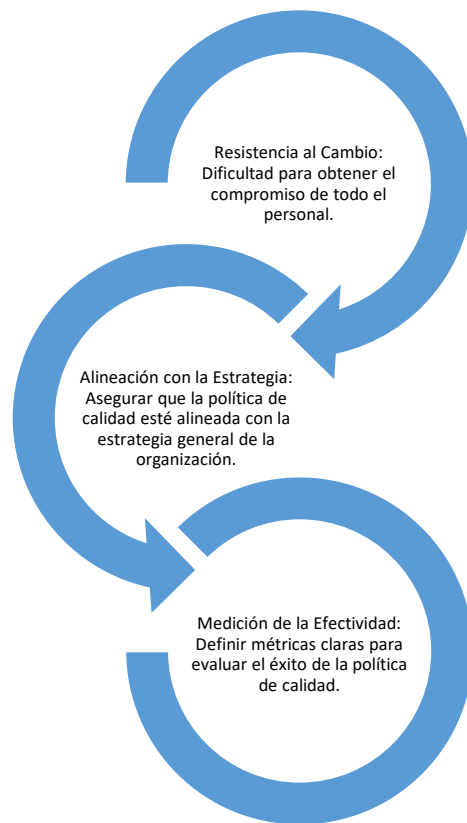 Resistencia al Cambio:
Dificultad para obtener el
compromiso de todo el
personal.
Alineación con la Estrategia:
Asegurar que la política de
calidad esté alineada con la
estrategia general de la
organización.
Medición de la Efectividad:
Definir métricas claras para
evaluar el éxito de la política
de calidad.